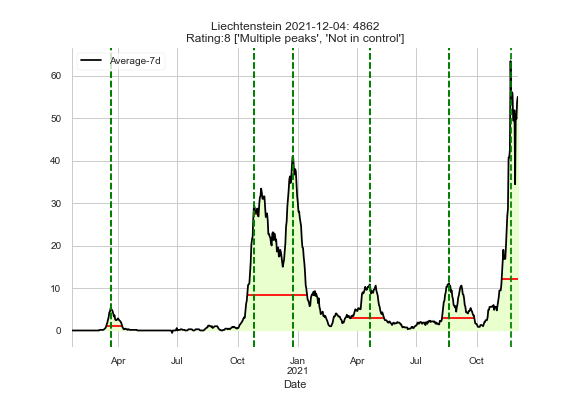 Liechtenstein 2021-12-04: 4862
Rating:8 ['Multiple peaks', 'Not in control']
Average-7d
60
50
40
30
20
10
0
Apr
Jul
Oct
Jan
2021
Apr
Jul
Oct
Date